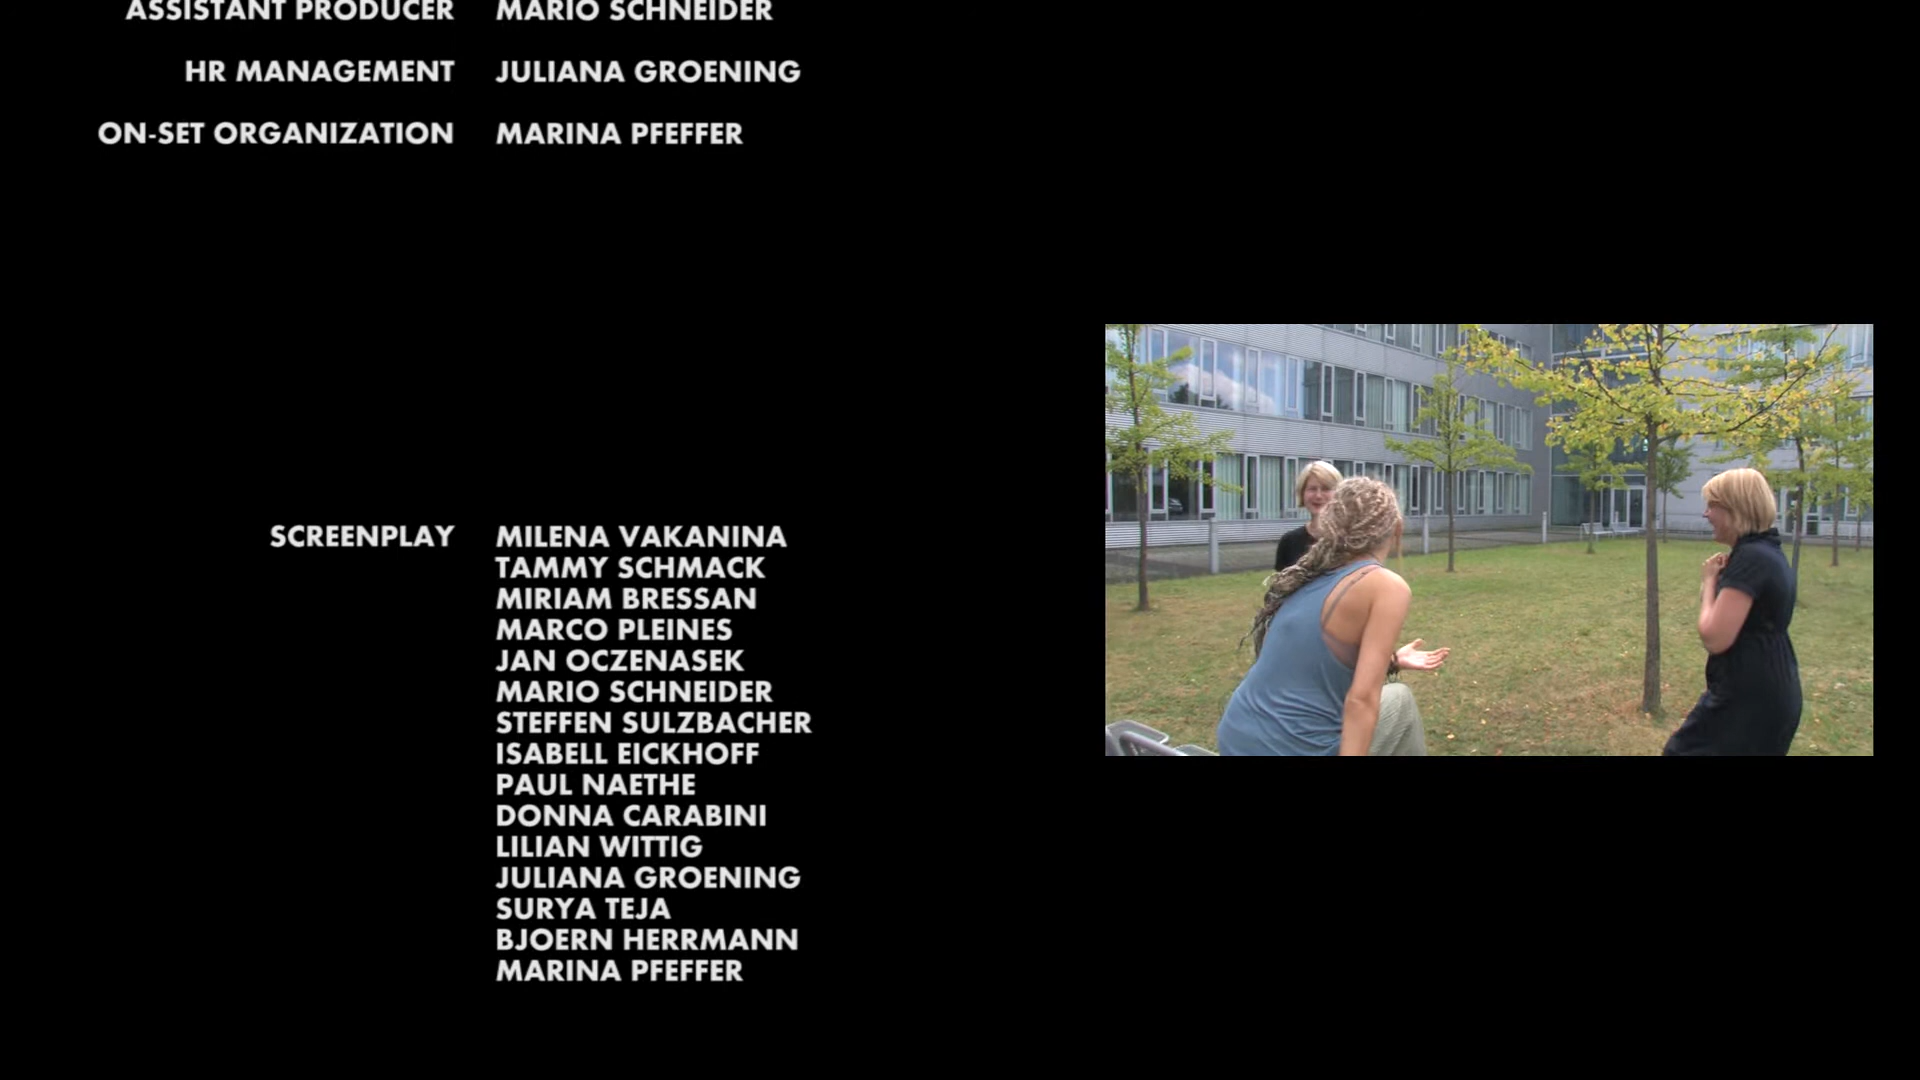 ASSISTANT PRODUCER MARIO SCHNEIDER
HR MANAGEMENT JULIANA GROENING
ON-SET ORGANIZATION MARINA PFEFFER
SCREENPLAY MILENA VAKANINA
TAMMY SCHMACK
MIRIAM BRESSAN
MARCO PLEINES
JAN OCZENASEK
MARIO SCHNEIDER
STEFFEN SULZBACHER
ISABELL EICKHOFF
PAUL NAETHE
DONNA CARABINI
LILIAN WITTIG
JULIANA GROENING
SURYA TEJA
BJOERN HERRMANN
MARINA PFEFFER